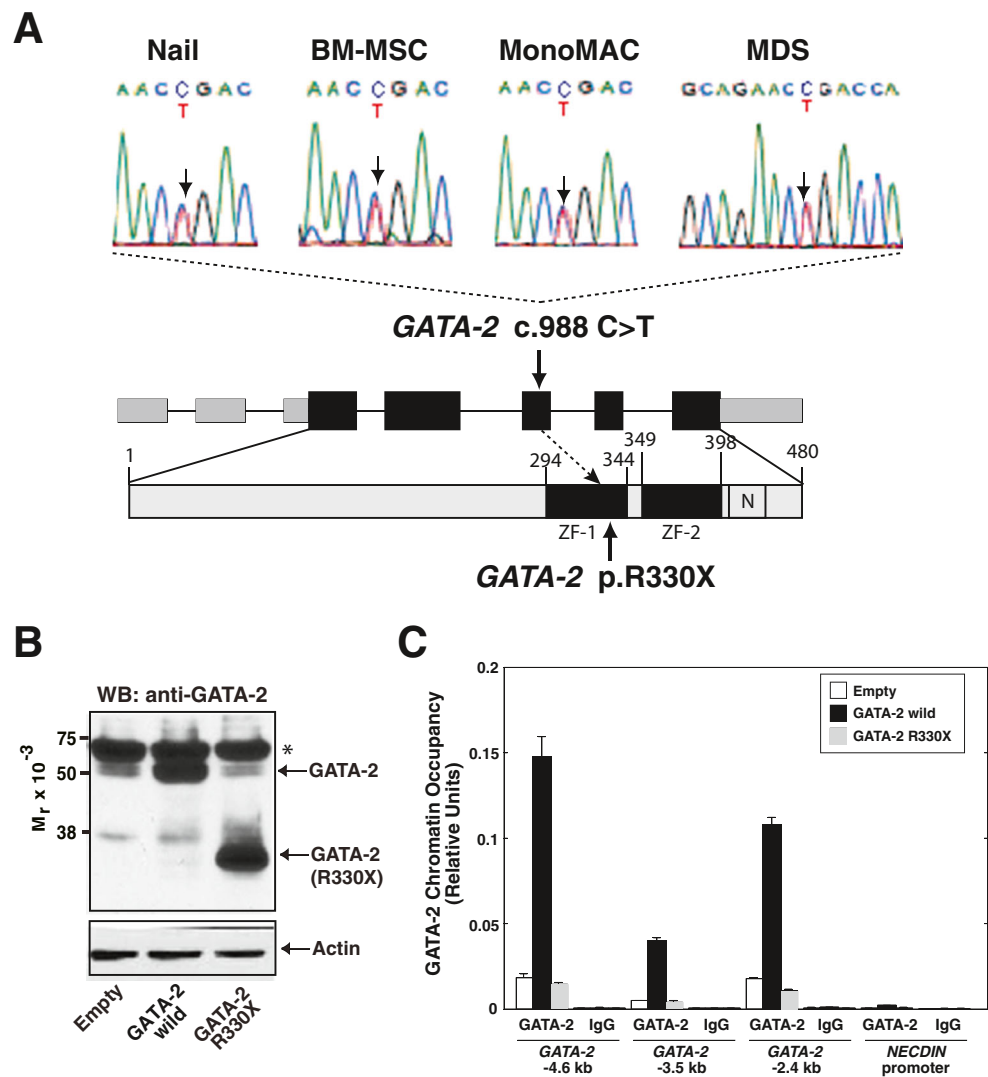 A
Nail BM-MSC MonoMAC MDS
A A C C G A C A A C C G A C A A C C G A C G C A G A A C C G A C C A
T T T T
GATA-2 c.988 C>T
1 294 344 349 398 480
N
ZF-1 ZF-2
GATA-2 p.R330X
B
WB: anti-GATA-2
Mr x 10-3
75
50
38
*
GATA-2
GATA-2
(R330X)
Actin
Empty
GATA-2
wild
GATA-2
R330X
C
GATA-2 Chromatin Occupancy
(Relative Units)
0.2
0.15
0.1
0.05
0
Empty
GATA-2 wild
GATA-2 R330X
GATA-2 IgG GATA-2 IgG GATA-2 IgG GATA-2 IgG
GATA-2 GATA-2 GATA-2 NECDIN
-4.6 kb -3.5 kb -2.4 kb promoter